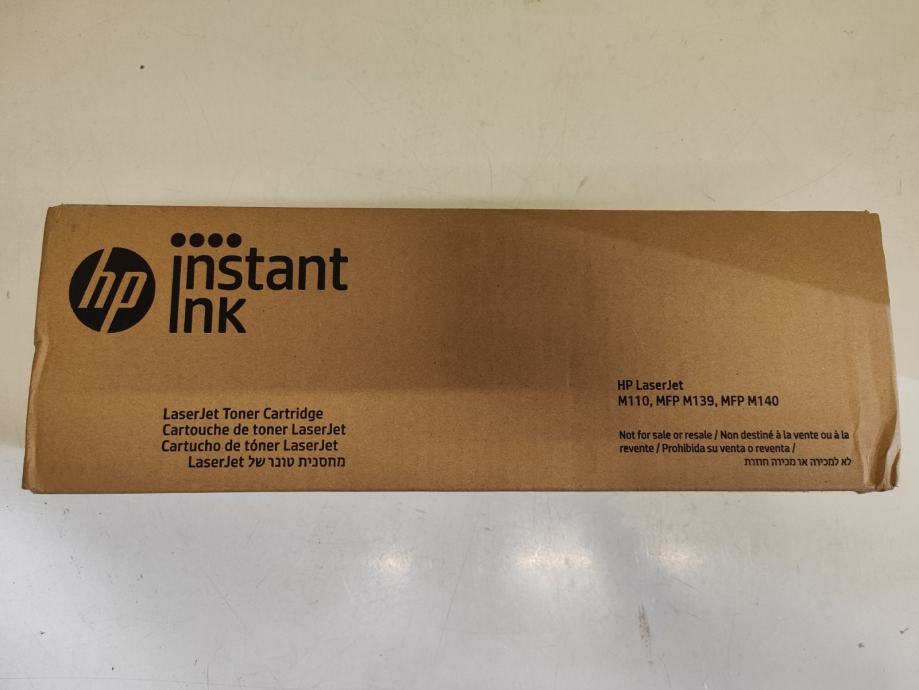 hp
instant
ink
LaserJet Toner Cartridge
Cartouche de toner LaserJet
Cartucho de tóner LaserJet
מחסנית טונר של LaserJet
HP LaserJet
M110, MFP M139, MFP M140
Not for sale or resale / Non destiné à la vente ou à la
revente / Prohibida su venta o reventa /
לא למכירה או מכירה חוזרת